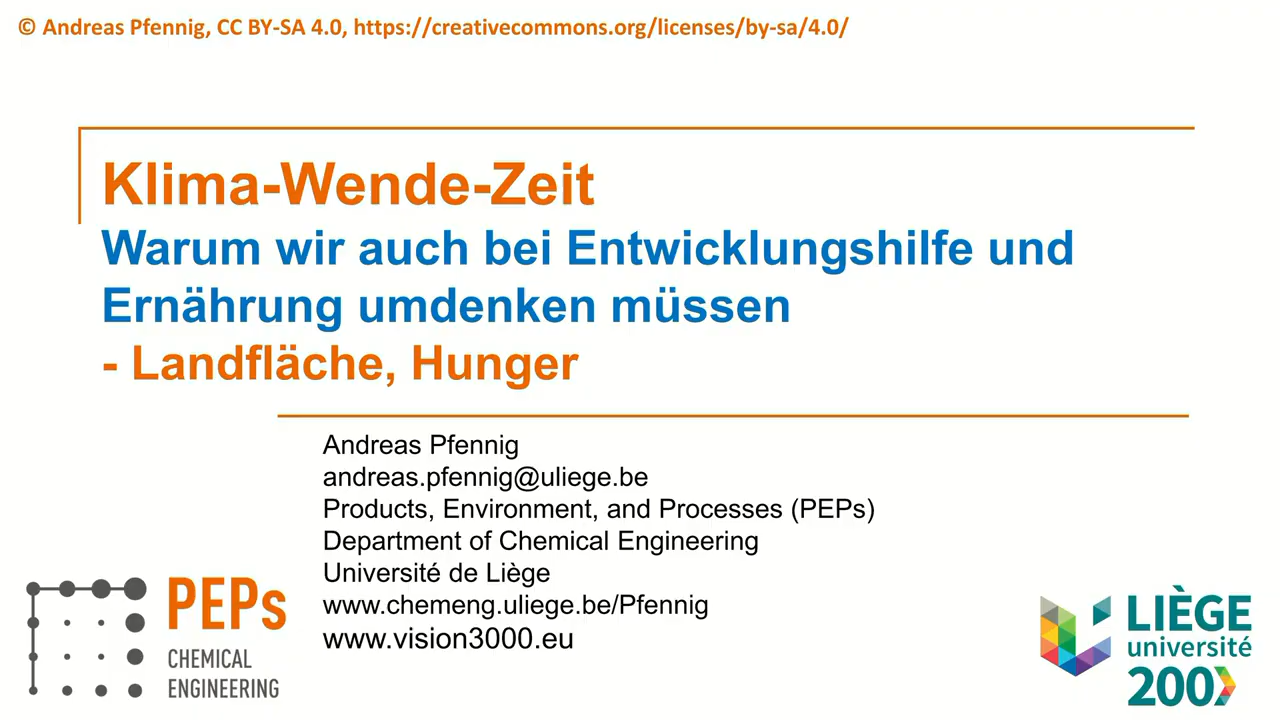 © Andreas Pfennig, CC BY-SA 4.0, https://creativecommons.org/licenses/by-sa/4.0/
Klima-Wende-Zeit
Warum wir auch bei Entwicklungshilfe und
Ernährung umdenken müssen
- Landfläche, Hunger
Andreas Pfennig
andreas.pfennig@uliege.be
Products, Environment, and Processes (PEPs)
Department of Chemical Engineering
Université de Liège
www.chemeng.uliege.be/Pfennig
www.vision3000.eu
PEPs
CHEMICAL
ENGINEERING
LIÈGE
université
200